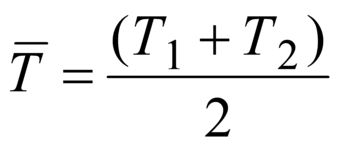 T̅ = (T₁ + T₂) / 2